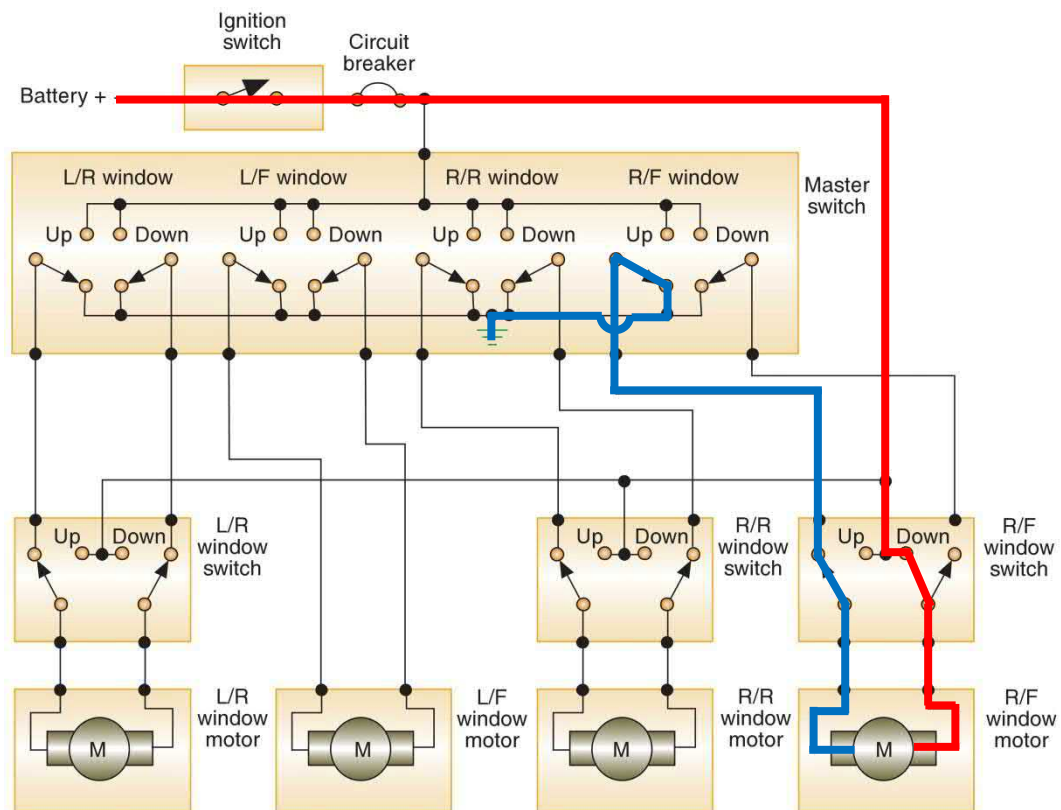 Ignition
switch
Circuit
breaker
Battery +
L/R window
L/F window
R/R window
R/F window
Master
switch
Up
Down
Up
Down
Up
Down
Up
Down
Up
Down
L/R
window
switch
Up
Down
R/R
window
switch
Up
Down
R/F
window
switch
M
L/R
window
motor
M
L/F
window
motor
M
R/R
window
motor
M
R/F
window
motor